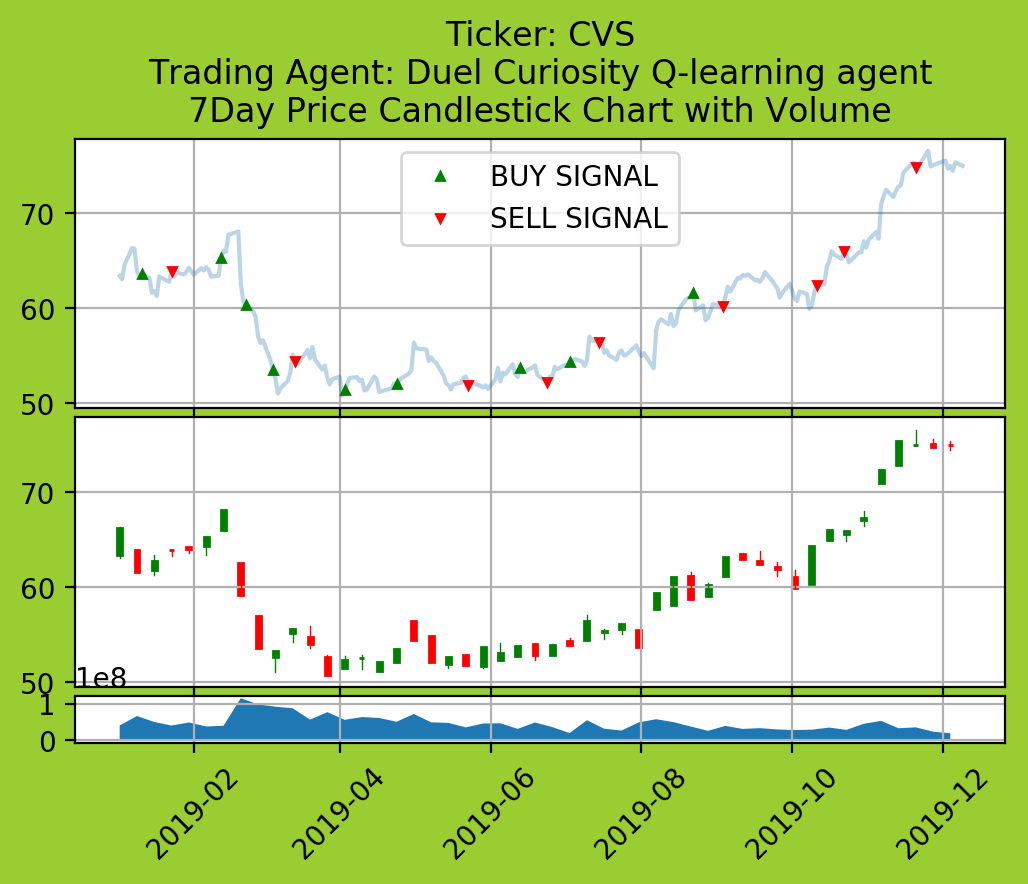 Ticker: CVS
Trading Agent: Duel Curiosity Q-learning agent
7Day Price Candlestick Chart with Volume
BUY SIGNAL
SELL SIGNAL
70
60
50
70
60
50
1e8
1
0
2019-02
2019-04
2019-06
2019-08
2019-10
2019-12